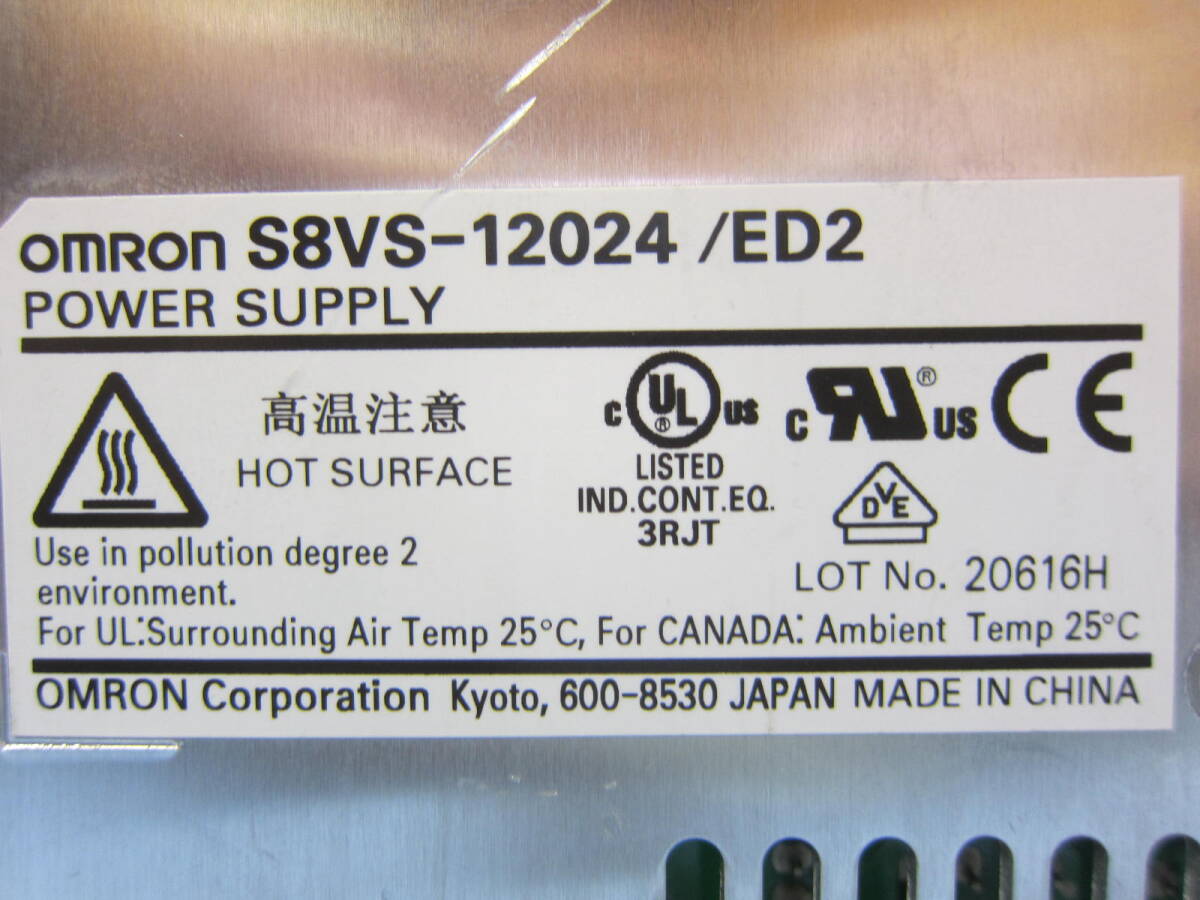 OMRON S8VS-12024 /ED2
POWER SUPPLY
高温注意
HOT SURFACE
C UL ® US
LISTED
IND.CONT.EQ.
3RJT
C RU ® US
CE
DVE
Use in pollution degree 2
environment.
LOT No. 20616H
For UL:Surrounding Air Temp 25°C, For CANADA: Ambient Temp 25°C
OMRON Corporation Kyoto, 600-8530 JAPAN MADE IN CHINA